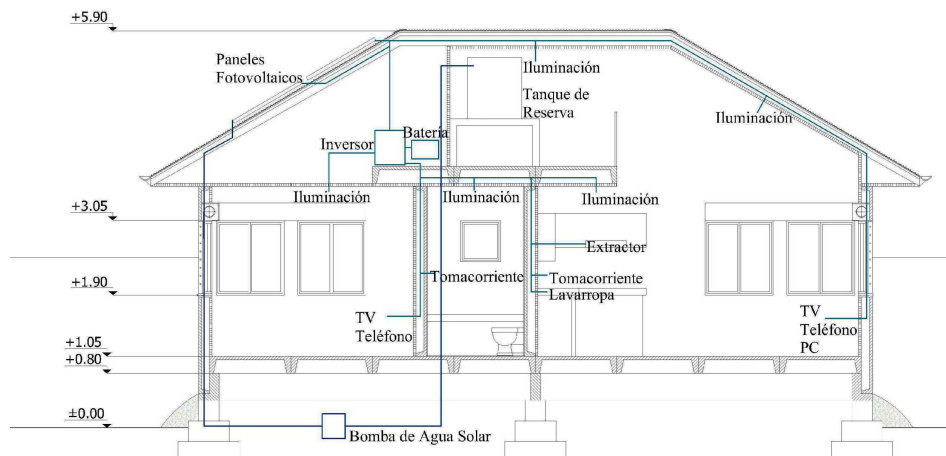 +5.90
Paneles
Fotovoltaicos
Iluminación
Tanque de
Reserva
Iluminación
Batería
Inversor
Iluminación
Iluminación
Iluminación
+3.05
Extractor
Tomacorriente
Tomacorriente
Lavarropa
+1.90
TV
Teléfono
TV
Teléfono
PC
+1.05
+0.80
±0.00
Bomba de Agua Solar